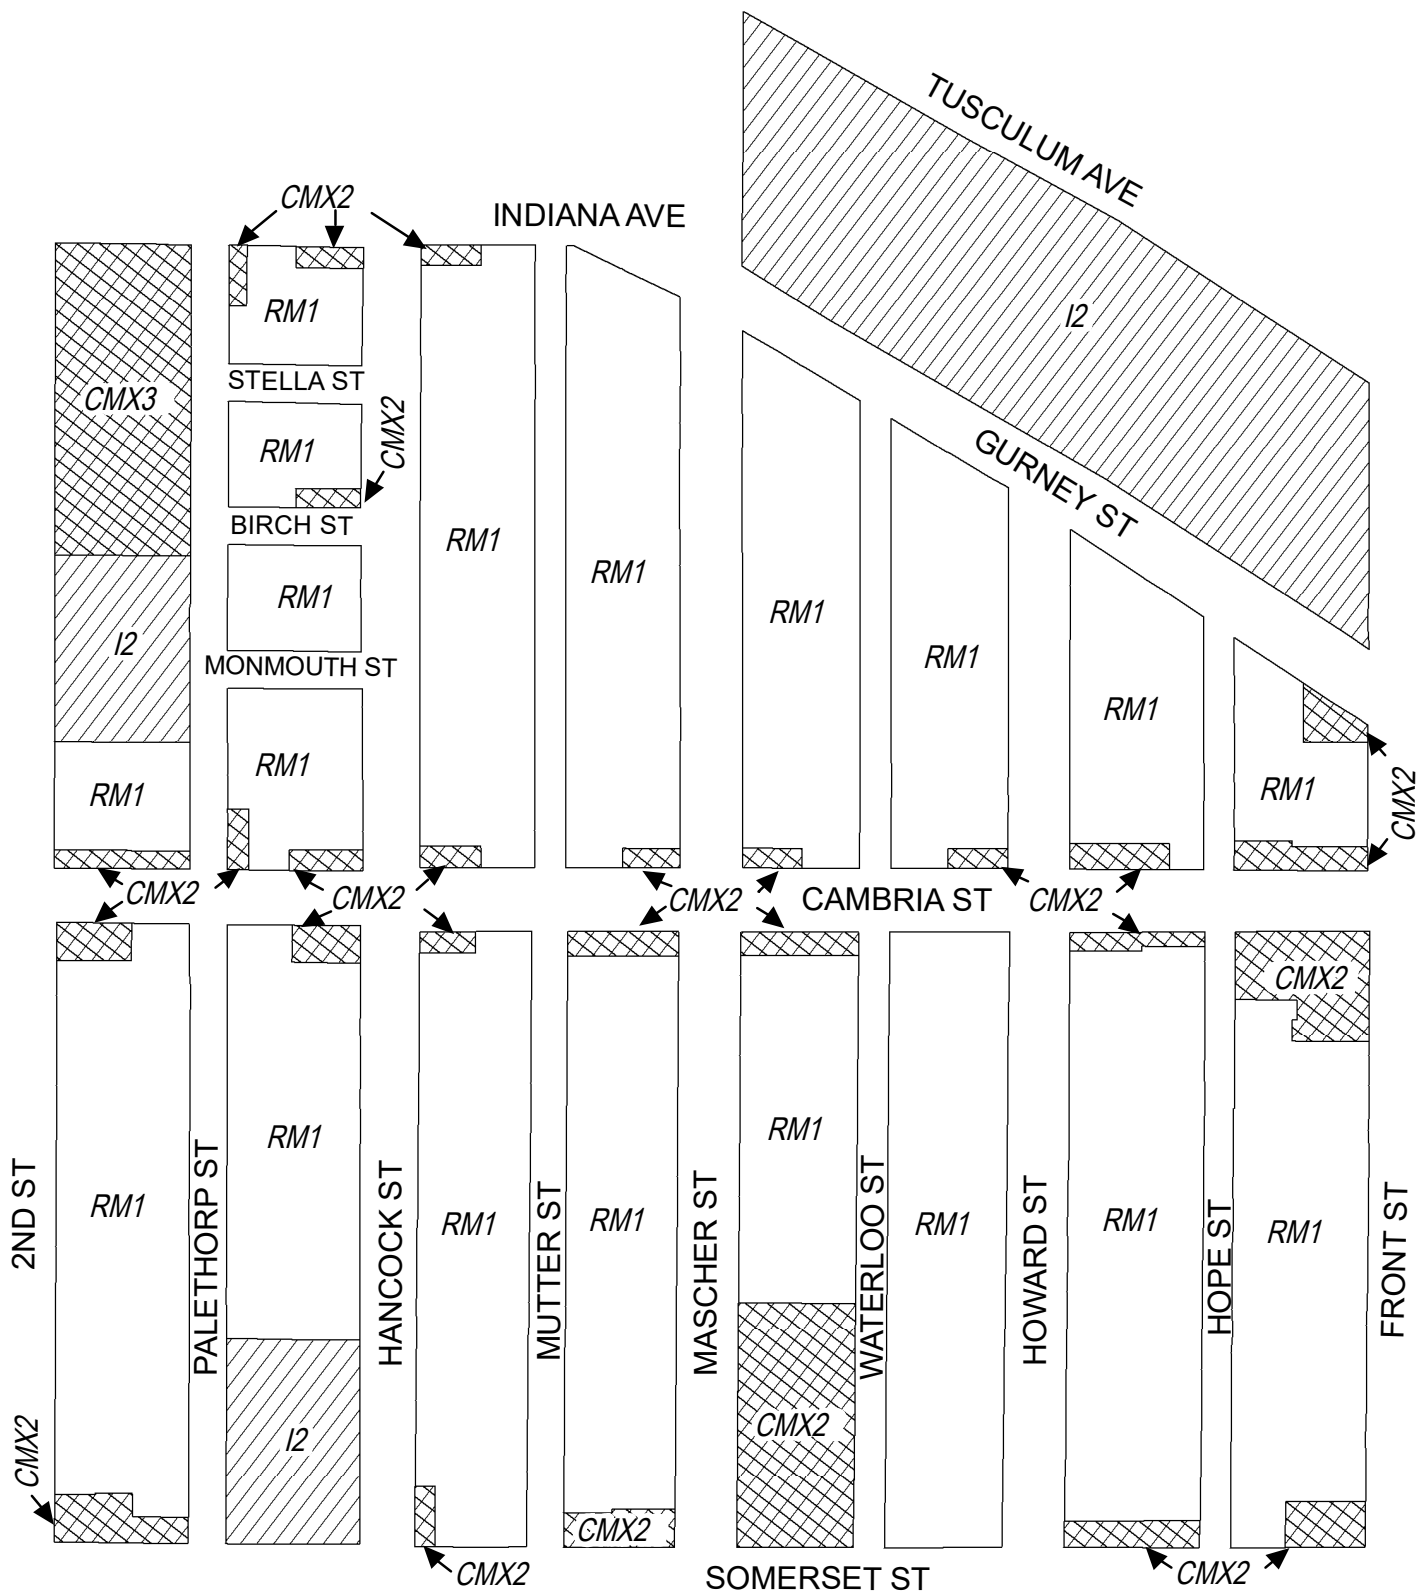 TUSCULUM AVE
CMX2
INDIANA AVE
RM1
I2
STELLA ST
CMX3
CMX2
RM1
GURNEY ST
BIRCH ST
RM1
RM1
RM1
RM1
I2
MONMOUTH ST
RM1
RM1
RM1
RM1
RM1
CMX2
CMX2
CMX2
CMX2
CAMBRIA ST
CMX2
CMX2
RM1
RM1
2ND ST
RM1
PALETHORP ST
HANCOCK ST
RM1
MUTTER ST
RM1
MASCHER ST
WATERLOO ST
RM1
HOWARD ST
RM1
HOPE ST
RM1
FRONT ST
CMX2
I2
CMX2
CMX2
CMX2
SOMERSET ST
CMX2